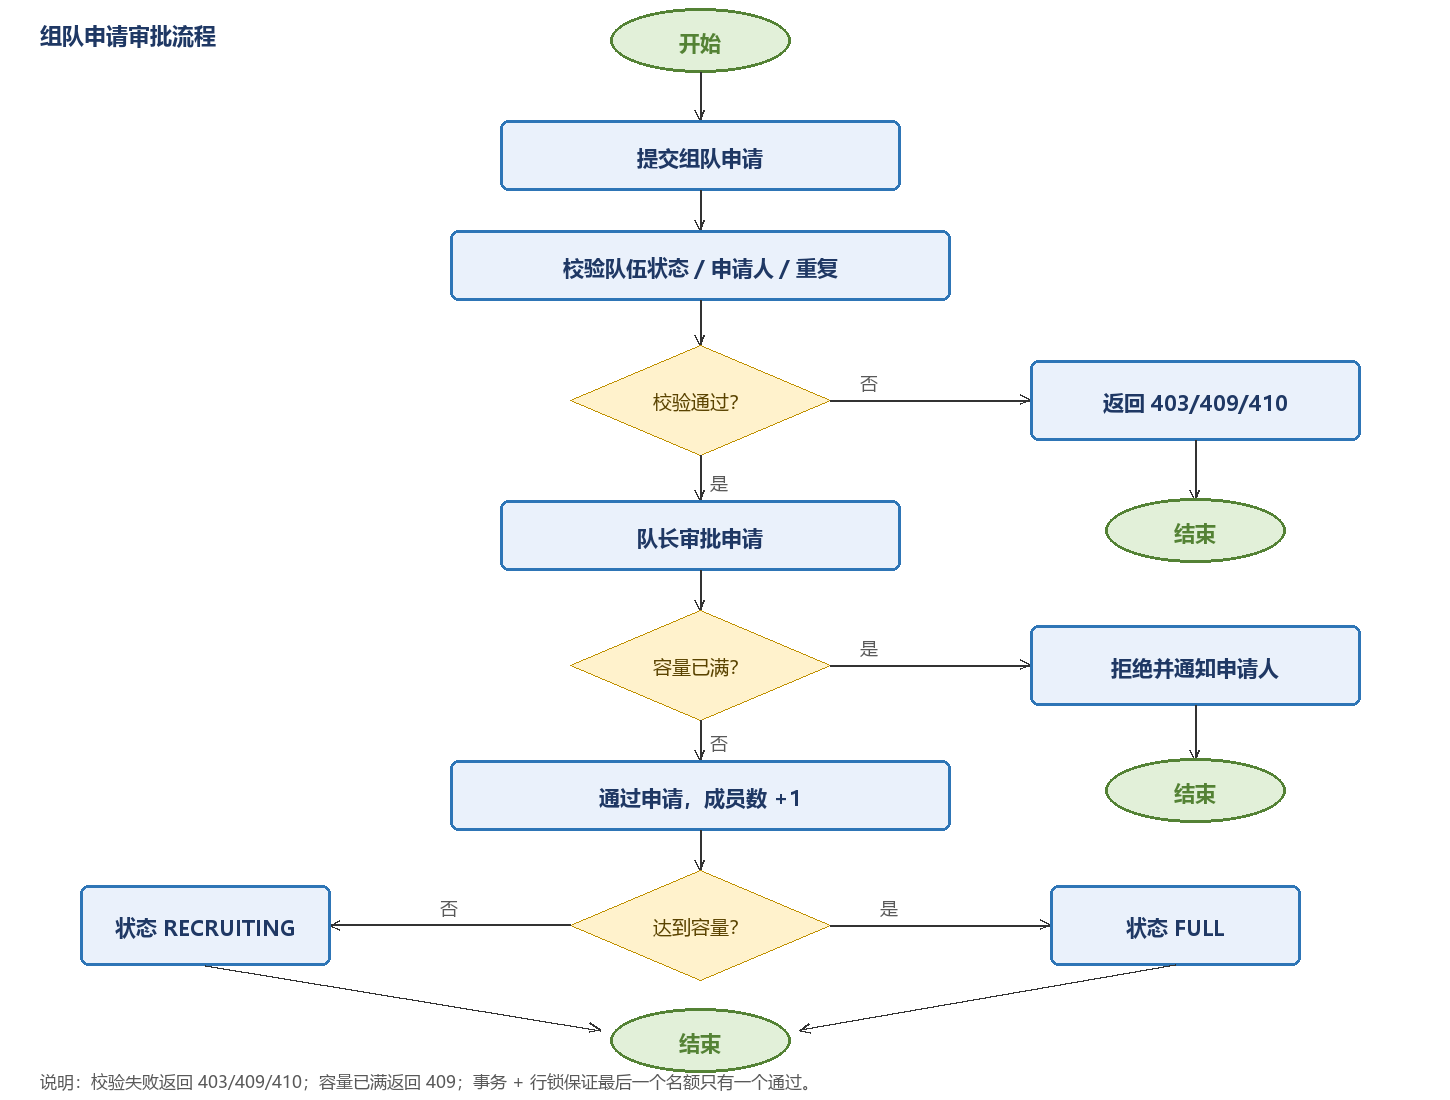 组队申请审批流程
开始
提交组队申请
校验队伍状态 / 申请人 / 重复
校验通过?
否
返回 403/409/410
是
队长审批申请
结束
容量已满?
是
拒绝并通知申请人
否
通过申请，成员数 +1
结束
状态 RECRUITING
否
达到容量?
是
状态 FULL
结束
说明：校验失败返回 403/409/410；容量已满返回 409；事务 + 行锁保证最后一个名额只有一个通过。